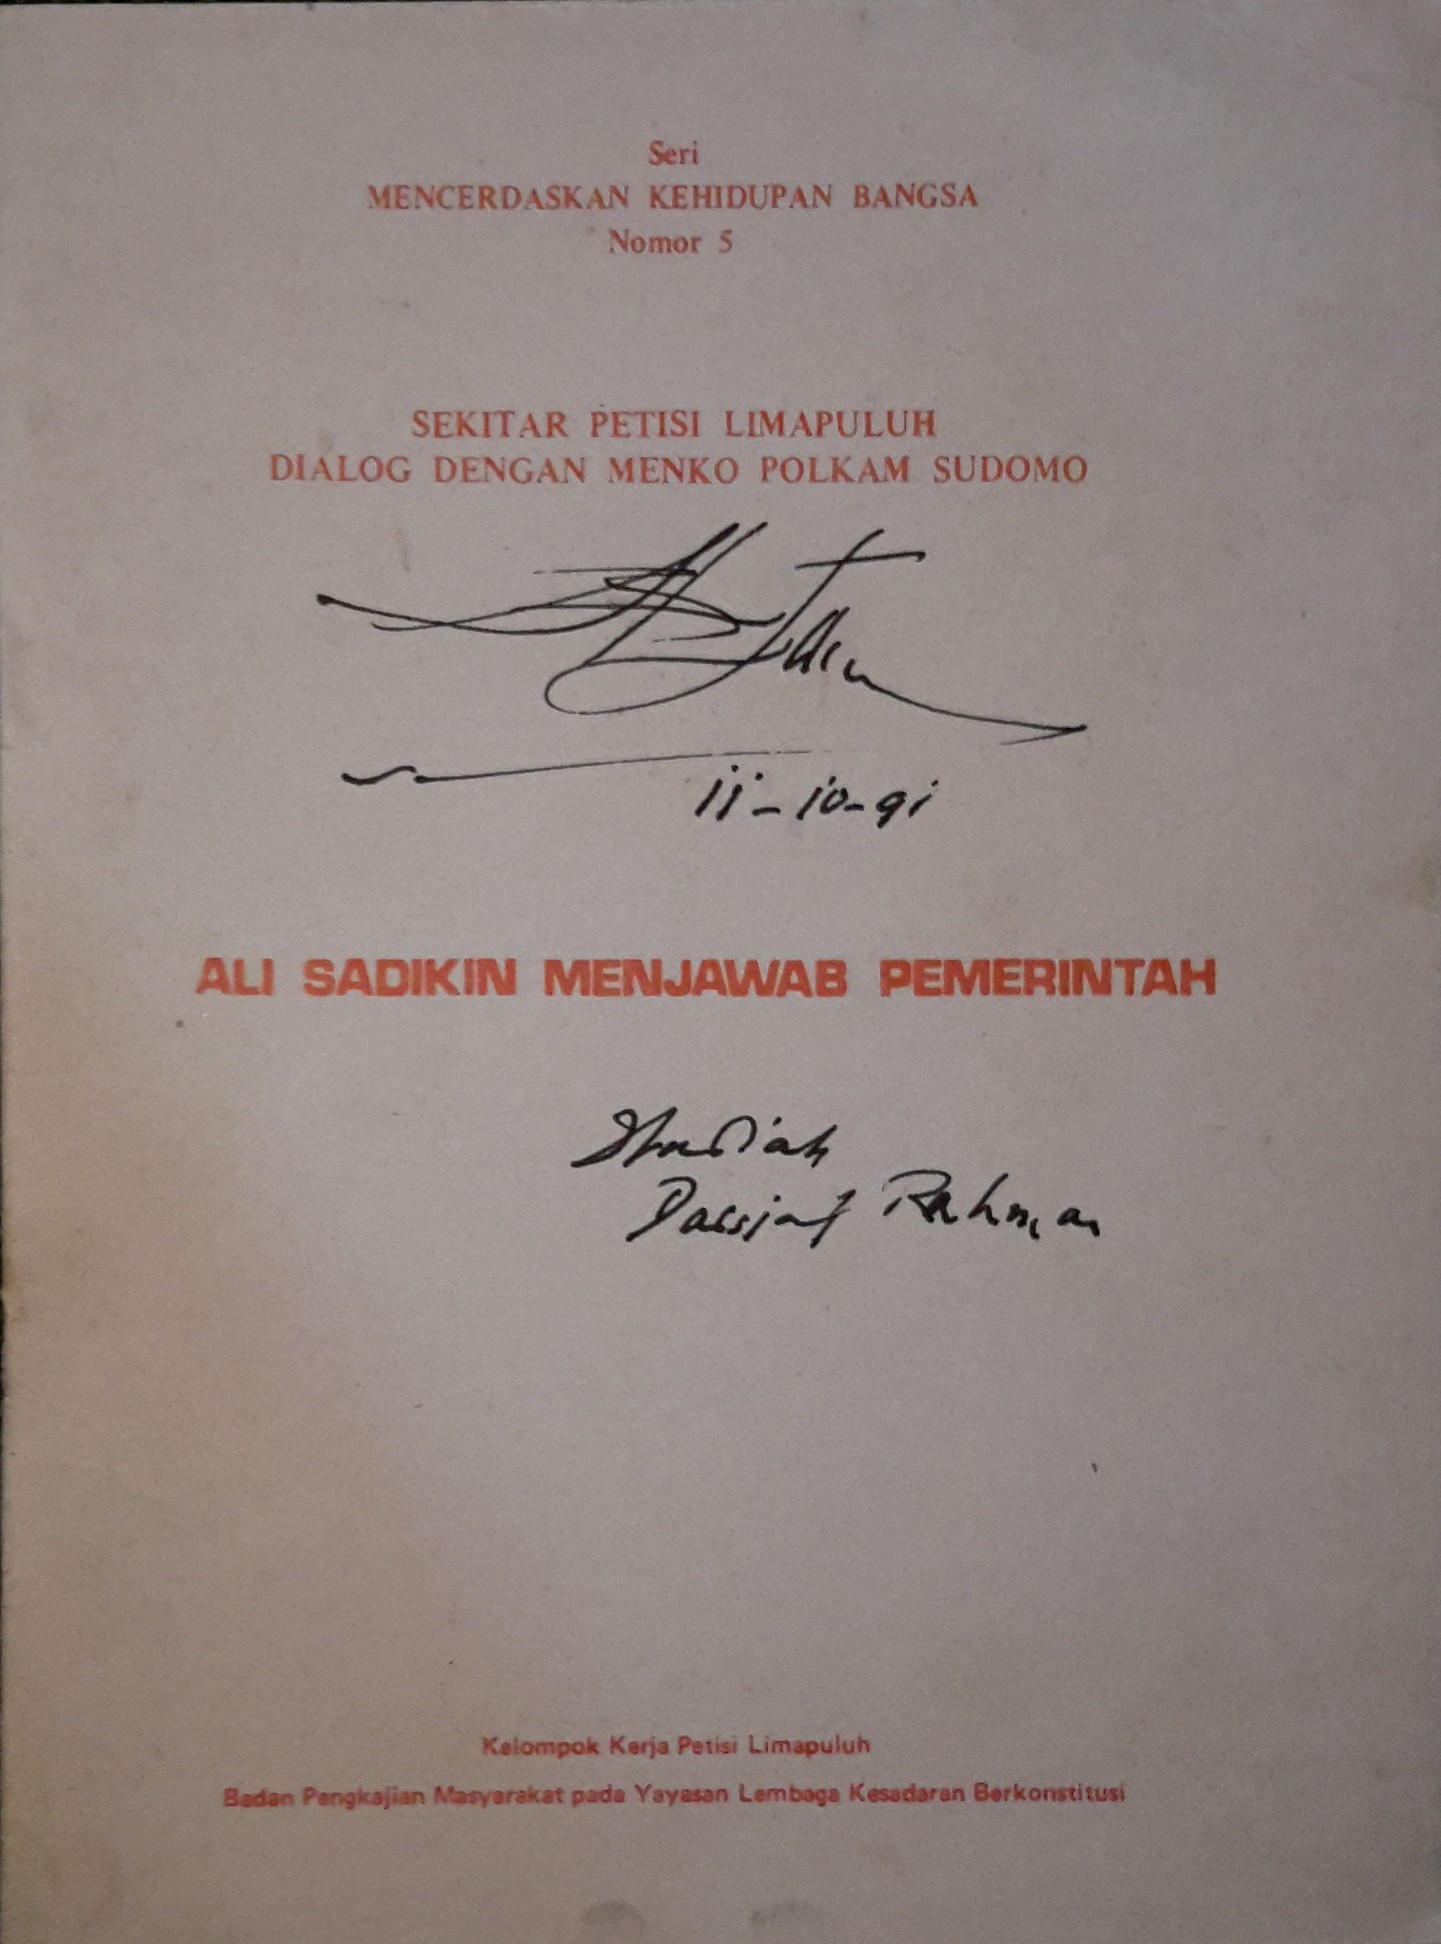 Seri
MENCERDASKAN KEHIDUPAN BANGSA
Nomor 5
SEKITAR PETISI LIMAPULUH
DIALOG DENGAN MENKO POLKAM SUDOMO
11-10-91
ALI SADIKIN MENJAWAB PEMERINTAH
Rahman
Kelompok Kerja Petisi Limapuluh
Badan Pengkajian Masyarakat pada Yayasan Lembaga Kesadaran Berkonstitusi